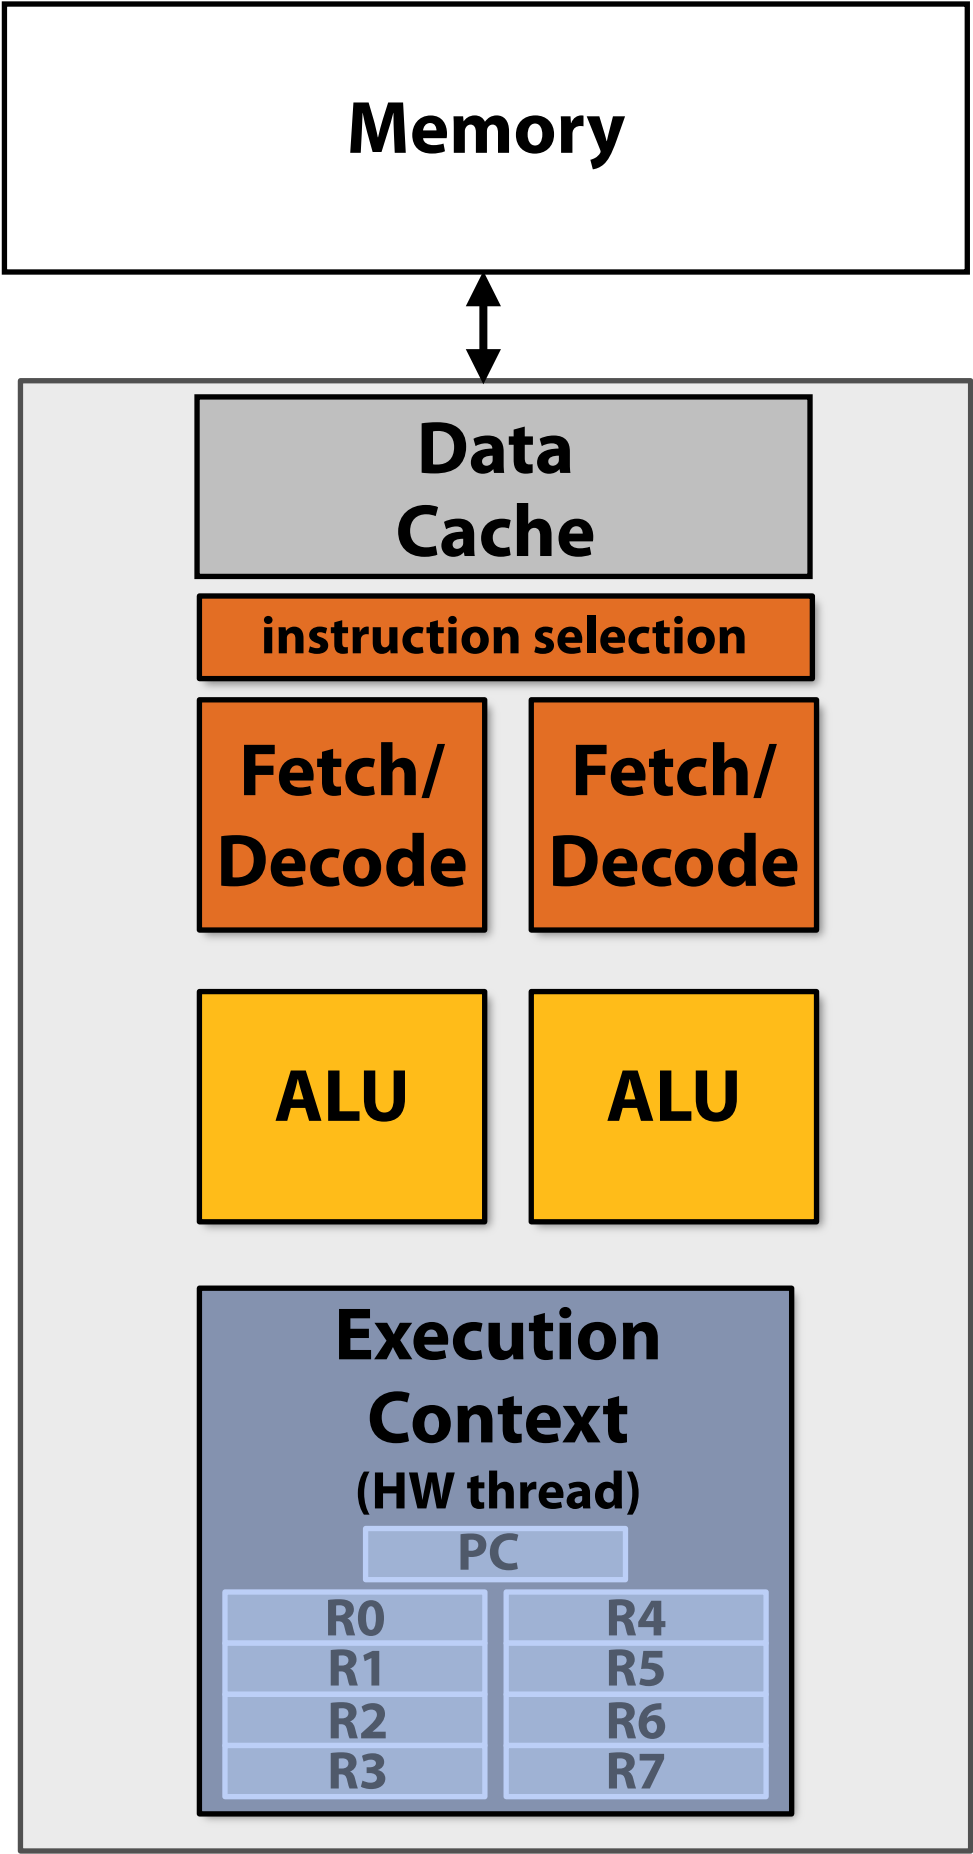 Memory
Data
Cache
instruction selection
Fetch/
Decode
Fetch/
Decode
ALU
ALU
Execution
Context
(HW thread)
PC
R0
R1
R2
R3
R4
R5
R6
R7